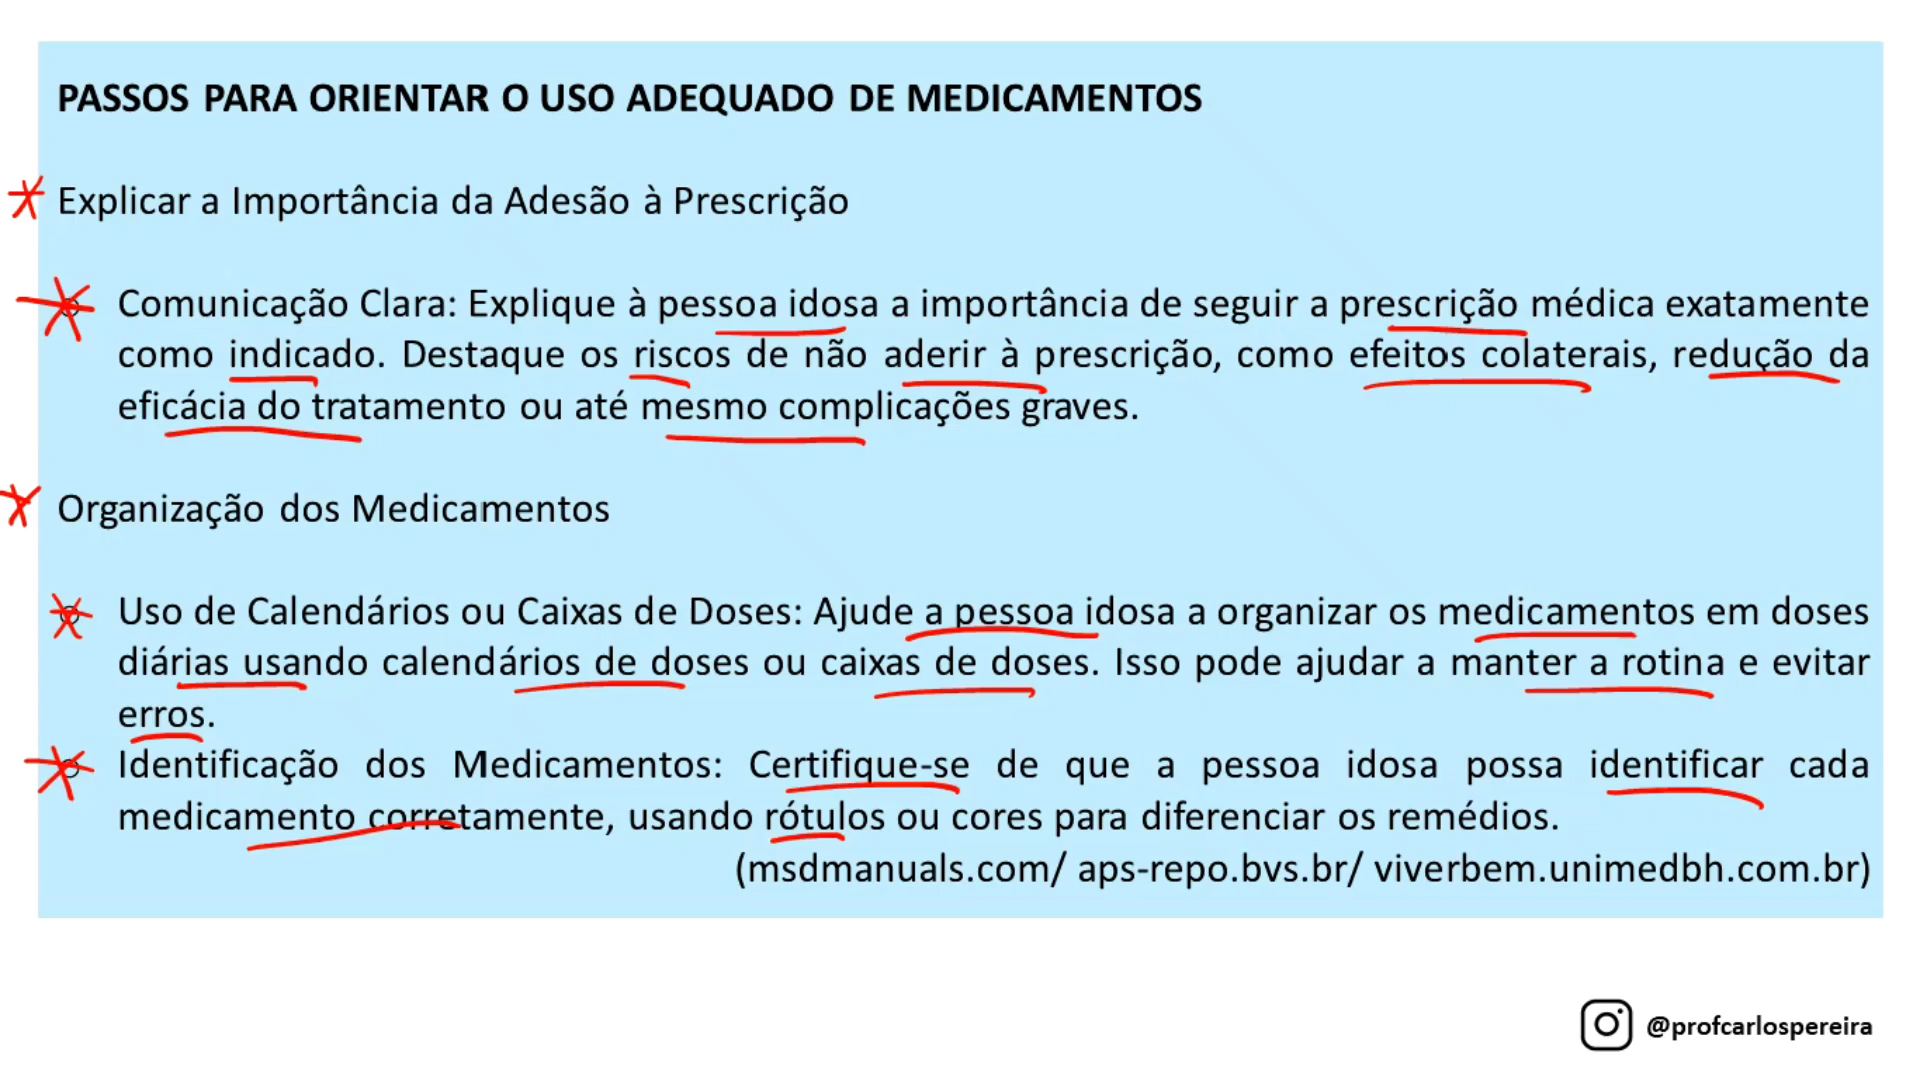 PASSOS PARA ORIENTAR O USO ADEQUADO DE MEDICAMENTOS
Explicar a Importância da Adesão à Prescrição
Comunicação Clara: Explique à pessoa idosa a importância de seguir a prescrição médica exatamente
como indicado. Destaque os riscos de não aderir à prescrição, como efeitos colaterais, redução da
eficácia do tratamento ou até mesmo complicações graves.
Organização dos Medicamentos
Uso de Calendários ou Caixas de Doses: Ajude a pessoa idosa a organizar os medicamentos em doses
diárias usando calendários de doses ou caixas de doses. Isso pode ajudar a manter a rotina e evitar
erros.
Identificação dos Medicamentos: Certifique-se de que a pessoa idosa possa identificar cada
medicamento corretamente, usando rótulos ou cores para diferenciar os remédios.
(msdmanuals.com/ aps-repo.bvs.br/ viverbem.unimedbh.com.br)
@profcarlospereira